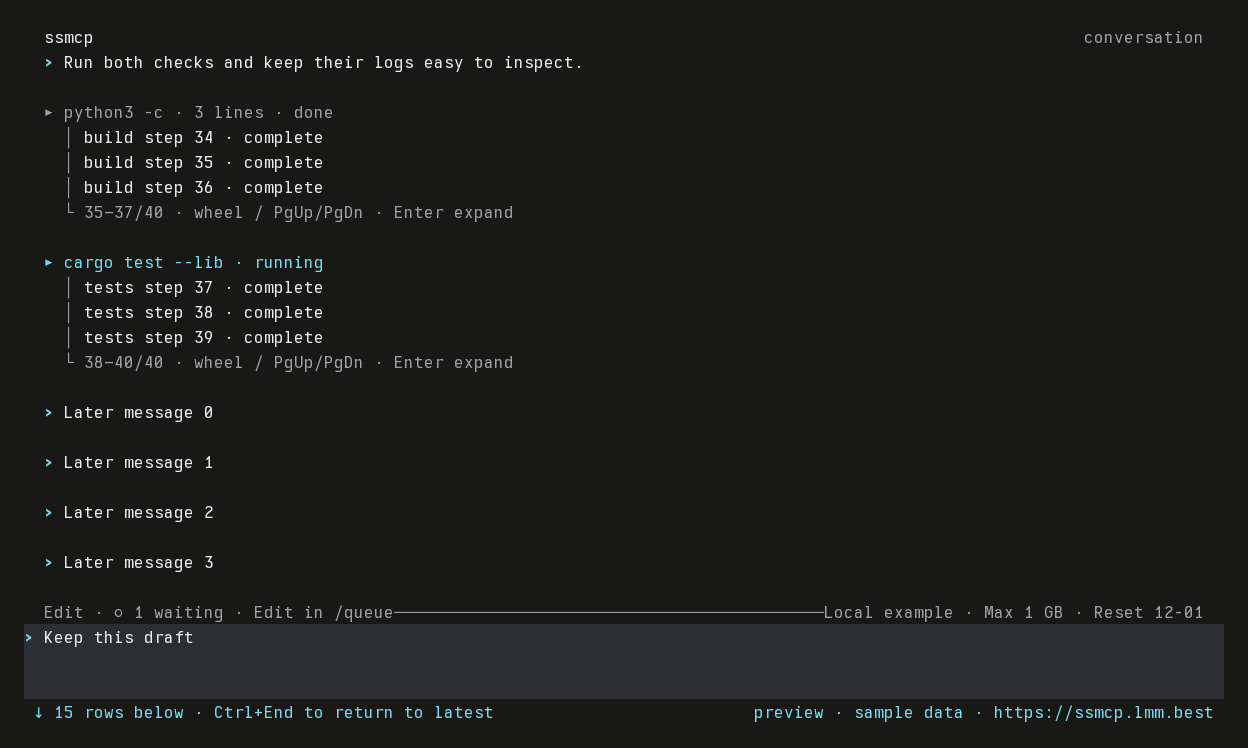 ssmcp conversation
› Run both checks and keep their logs easy to inspect.
▸ python3 -c · 3 lines · done
│ build step 34 · complete
│ build step 35 · complete
│ build step 36 · complete
└ 35–37/40 · wheel / PgUp/PgDn · Enter expand
▸ cargo test --lib · running
│ tests step 37 · complete
│ tests step 38 · complete
│ tests step 39 · complete
└ 38–40/40 · wheel / PgUp/PgDn · Enter expand
› Later message 0
› Later message 1
› Later message 2
› Later message 3
Edit · ○ 1 waiting · Edit in /queue Local example · Max 1 GB · Reset 12-01
› Keep this draft
↓ 15 rows below · Ctrl+End to return to latest preview · sample data · https://ssmcp.lmm.best